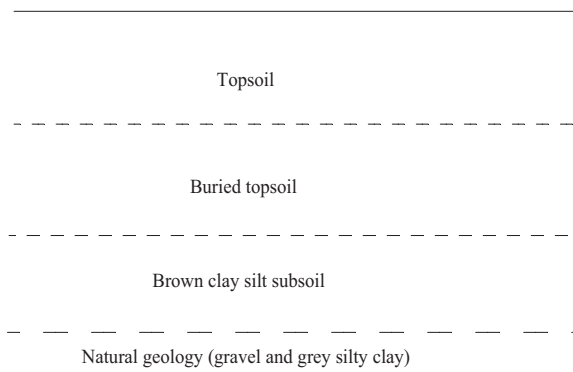 Topsoil
Buried topsoil
Brown clay silt subsoil
Natural geology (gravel and grey silty clay)